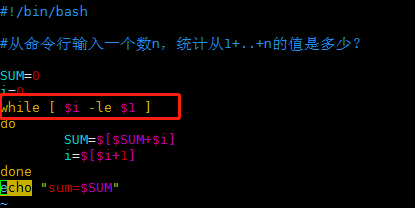 #!/bin/bash
#从命令行输入一个数n，统计从1+..+n的值是多少？
SUM=0
i=0
while [ $i -le $1 ]
do
SUM=$[$SUM+$i]
i=$[$i+1]
done
echo "sum=$SUM"
~